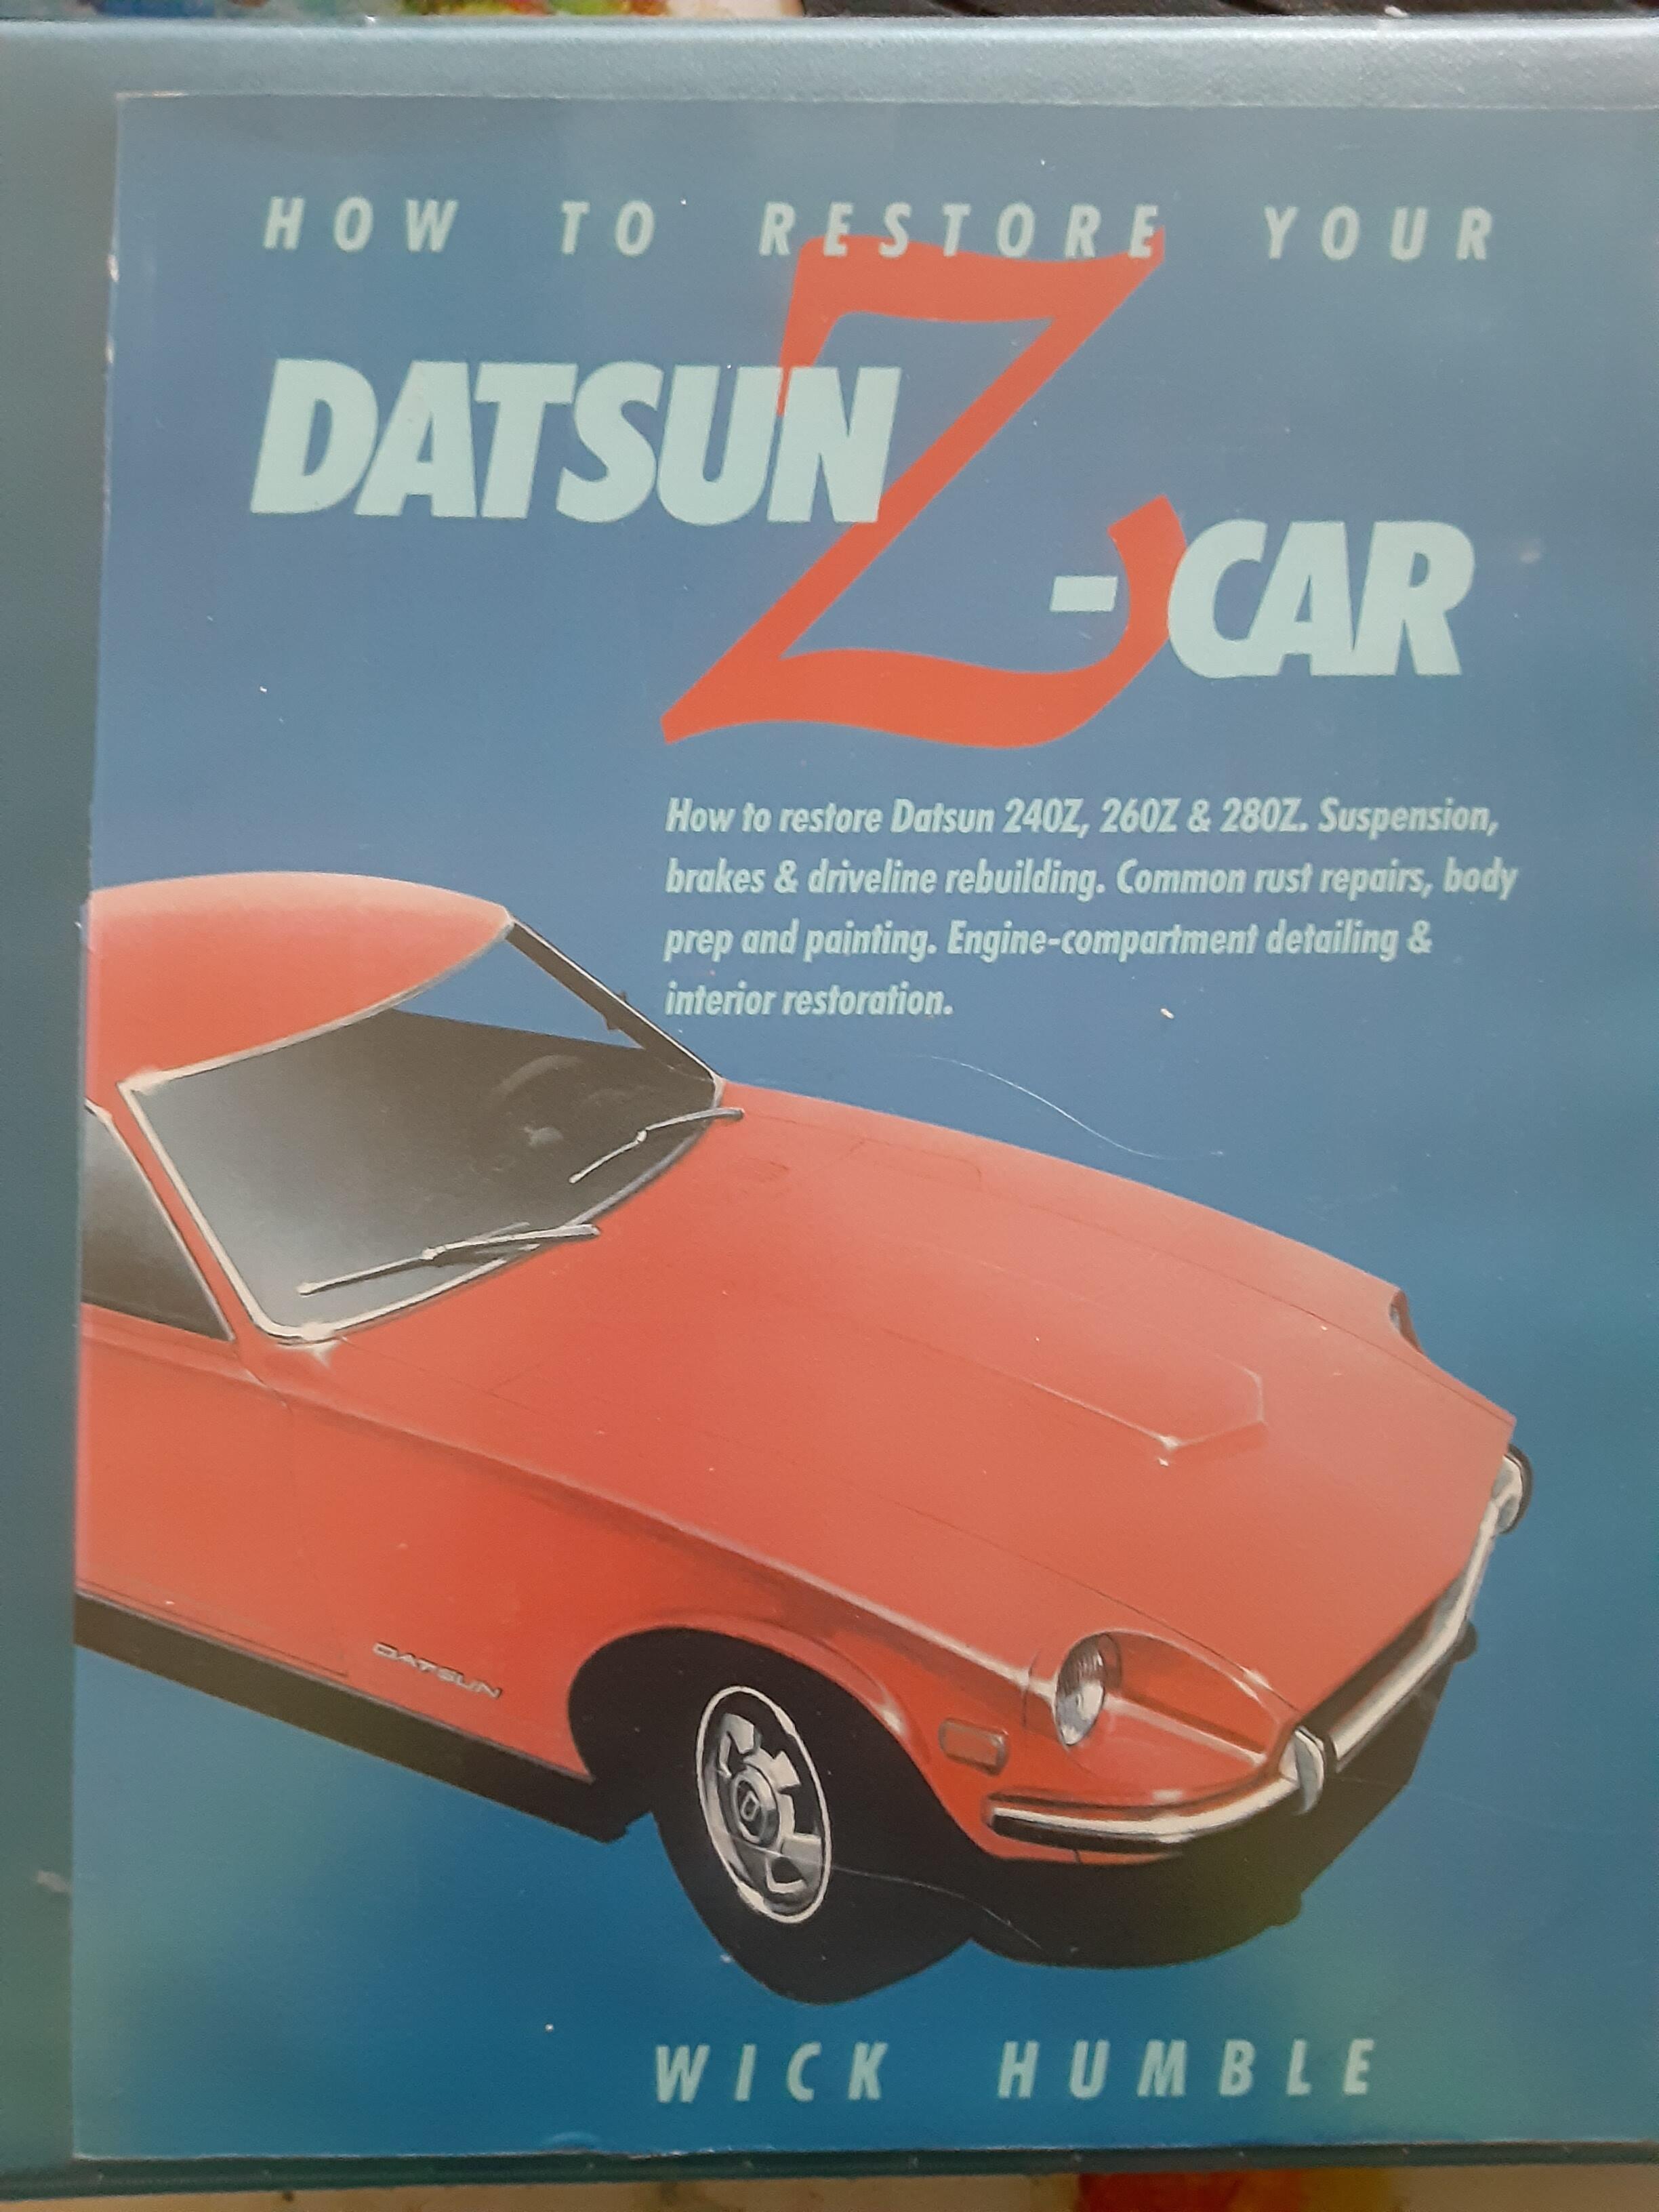 HOW TO RESTORE YOUR
DATSUN Z-CAR
How to restore Datsun 240Z, 260Z & 280Z. Suspension,
brakes & driveline rebuilding. Common rust repairs, body
prep and painting. Engine-compartment detailing &
interior restoration.
DATSUN
WICK HUMBLE